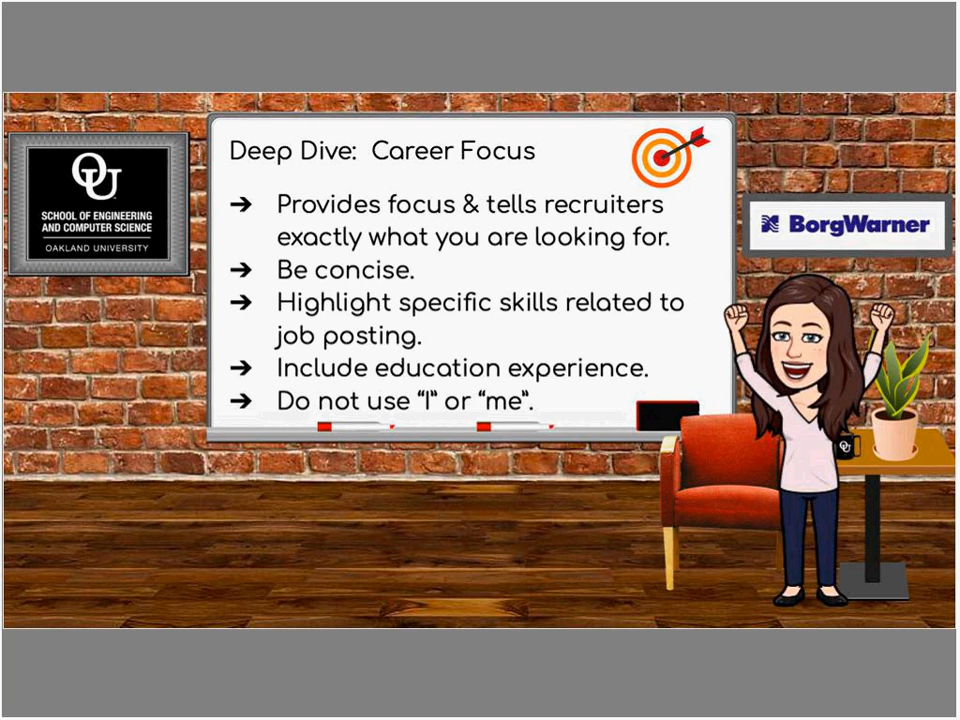 Deep Dive: Career Focus
➔ Provides focus & tells recruiters
exactly what you are looking for.
➔ Be concise.
➔ Highlight specific skills related to
job posting.
➔ Include education experience.
➔ Do not use “I” or “me”.
OU
SCHOOL OF ENGINEERING
AND COMPUTER SCIENCE
OAKLAND UNIVERSITY
BorgWarner
OU